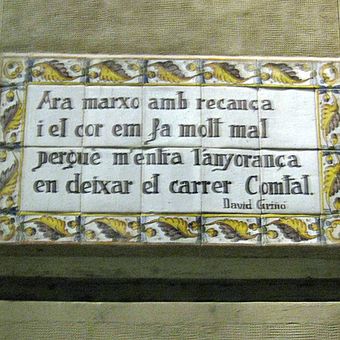 Ara marxo amb recança
i el cor em fa molt mal
perquè m'entra l'anyorança
en deixar el carrer Comtal.
David Griñó